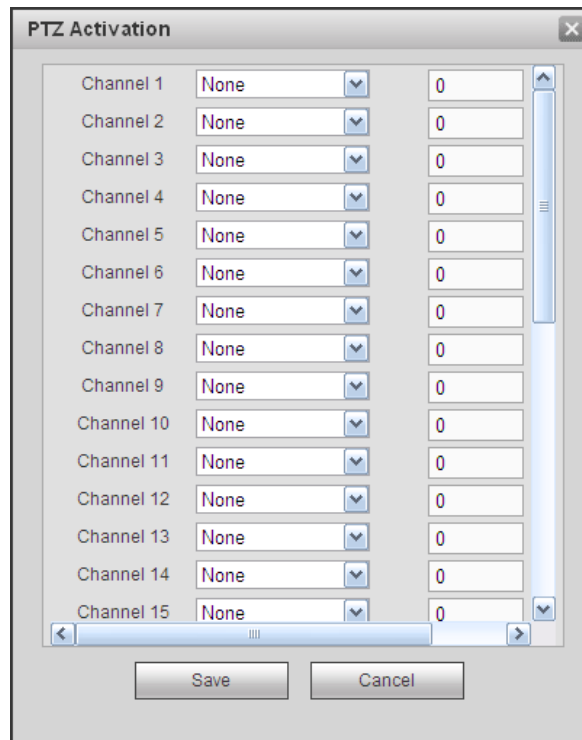 PTZ Activation
Channel 1 None 0
Channel 2 None 0
Channel 3 None 0
Channel 4 None 0
Channel 5 None 0
Channel 6 None 0
Channel 7 None 0
Channel 8 None 0
Channel 9 None 0
Channel 10 None 0
Channel 11 None 0
Channel 12 None 0
Channel 13 None 0
Channel 14 None 0
Channel 15 None 0
Save Cancel